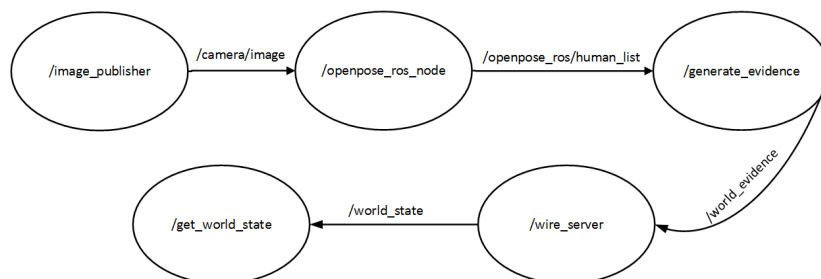 /image_publisher
/camera/image
/openpose_ros_node
/openpose_ros/human_list
/generate_evidence
/world_evidence
/wire_server
/world_state
/get_world_state